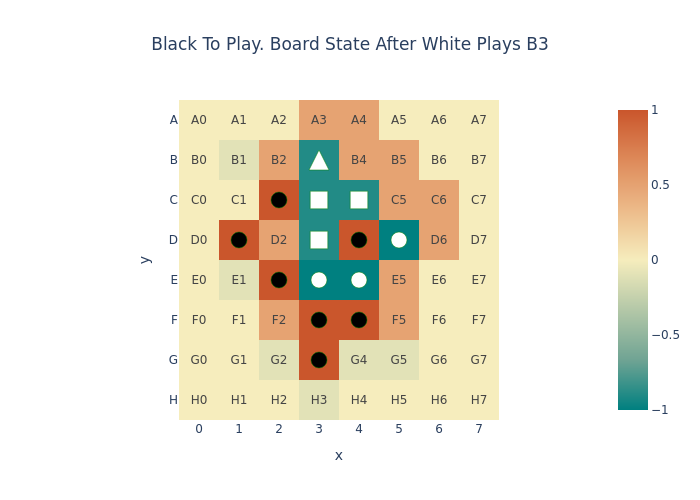 Black To Play. Board State After White Plays B3
A A0 A1 A2 A3 A4 A5 A6 A7
B B0 B1 B2 B4 B5 B6 B7
C C0 C1 C5 C6 C7
D D0 D2 D6 D7
E E0 E1 E5 E6 E7
F F0 F1 F2 F5 F6 F7
G G0 G1 G2 G4 G5 G6 G7
H H0 H1 H2 H3 H4 H5 H6 H7
0 1 2 3 4 5 6 7
x
y
1
0.5
0
−0.5
−1